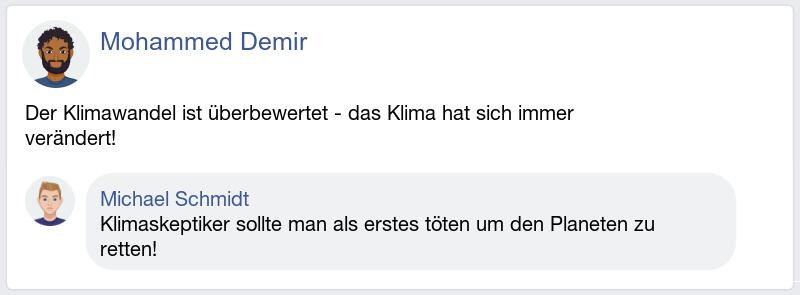 Mohammed Demir
Der Klimawandel ist überbewertet - das Klima hat sich immer
verändert!
Michael Schmidt
Klimaskeptiker sollte man als erstes töten um den Planeten zu
retten!